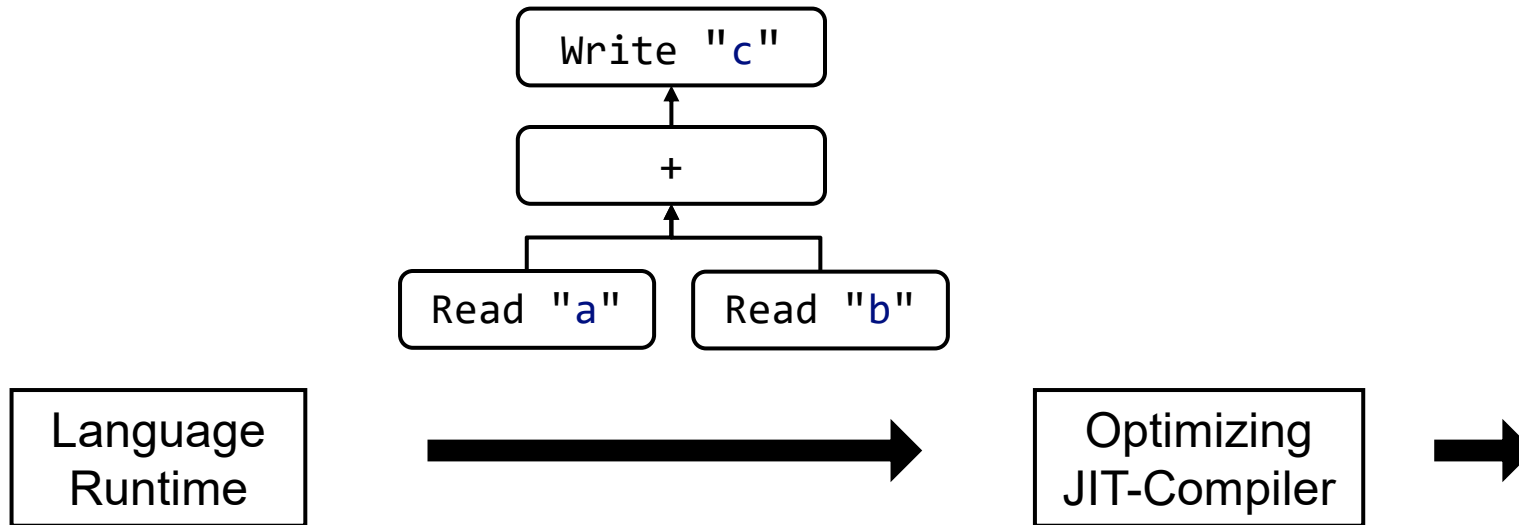 Write "c"
+
Read "a"
Read "b"
Language
Runtime
Optimizing
JIT-Compiler